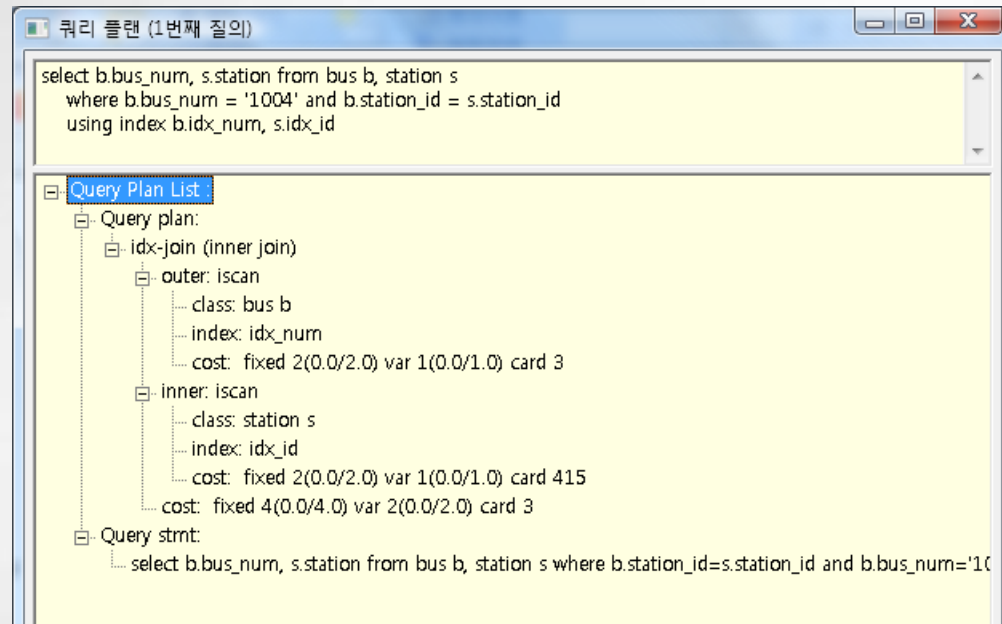 쿼리 플랜 (1번째 질의)
select b.bus_num, s.station from bus b, station s
where b.bus_num = '1004' and b.station_id = s.station_id
using index b.idx_num, s.idx_id
Query Plan List :
Query plan:
idx-join (inner join)
outer: iscan
class: bus b
index: idx_num
cost: fixed 2(0.0/2.0) var 1(0.0/1.0) card 3
inner: iscan
class: station s
index: idx_id
cost: fixed 2(0.0/2.0) var 1(0.0/1.0) card 415
cost: fixed 4(0.0/4.0) var 2(0.0/2.0) card 3
Query stmt:
select b.bus_num, s.station from bus b, station s where b.station_id=s.station_id and b.bus_num='10